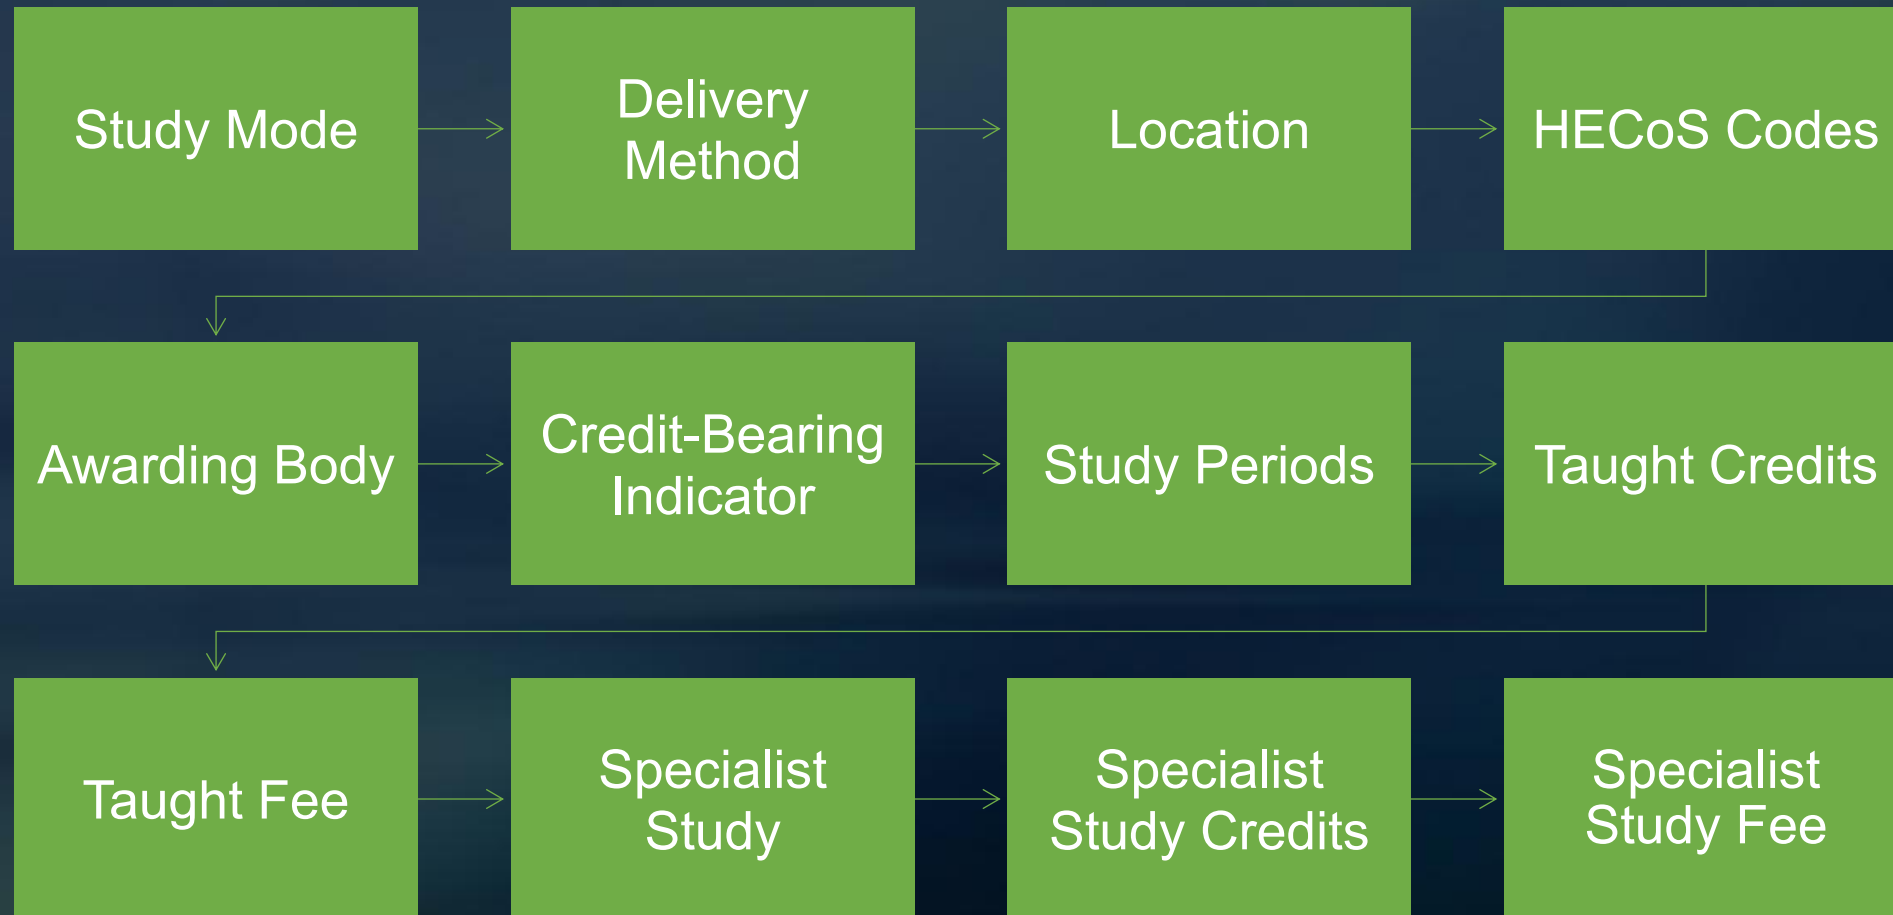 Study Mode
Delivery
Method
Location
HECoS Codes
Awarding Body
Credit-Bearing
Indicator
Study Periods
Taught Credits
Taught Fee
Specialist
Study
Specialist
Study Credits
Specialist
Study Fee